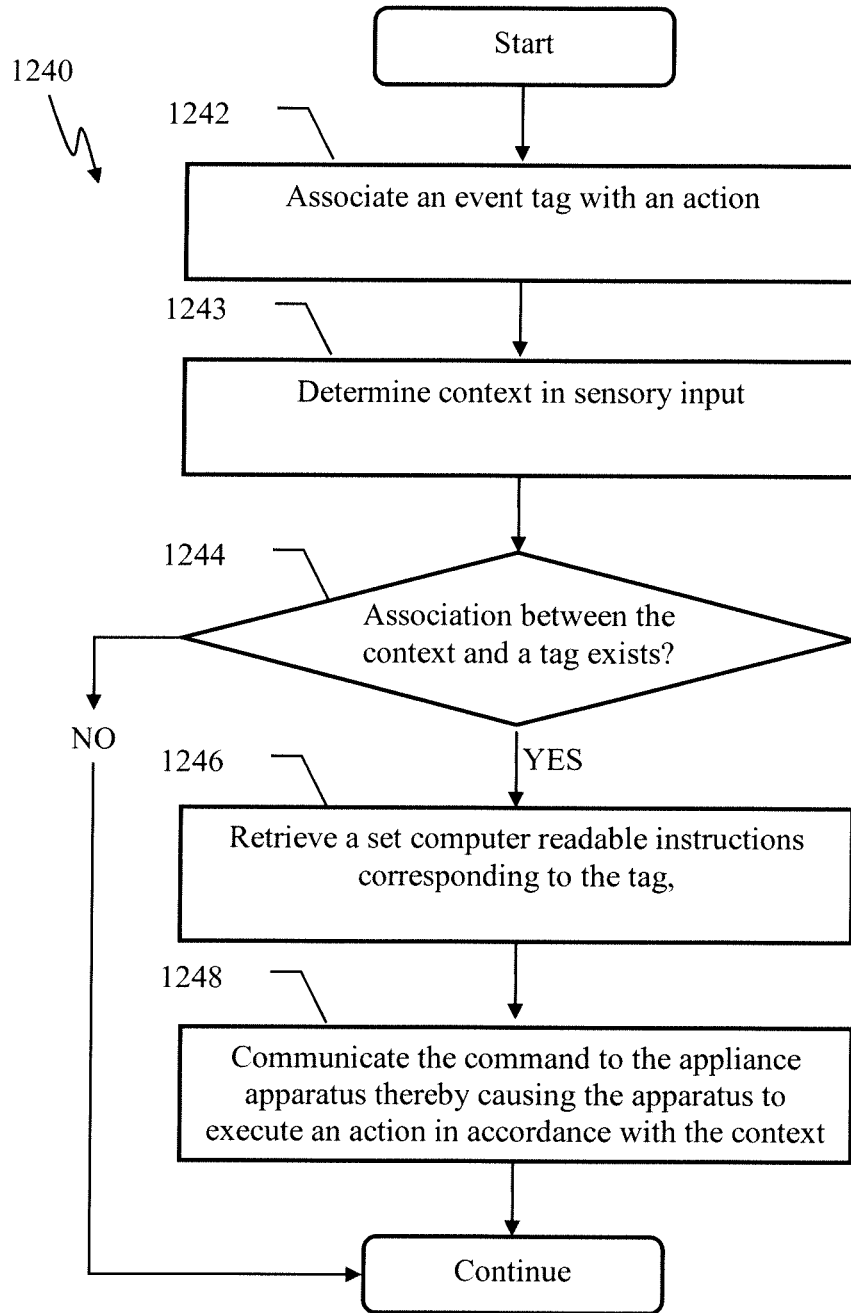 Start
1240
1242
Associate an event tag with an action
1243
Determine context in sensory input
1244
Association between the
context and a tag exists?
NO
YES
1246
Retrieve a set computer readable instructions
corresponding to the tag,
1248
Communicate the command to the appliance
apparatus thereby causing the apparatus to
execute an action in accordance with the context
Continue